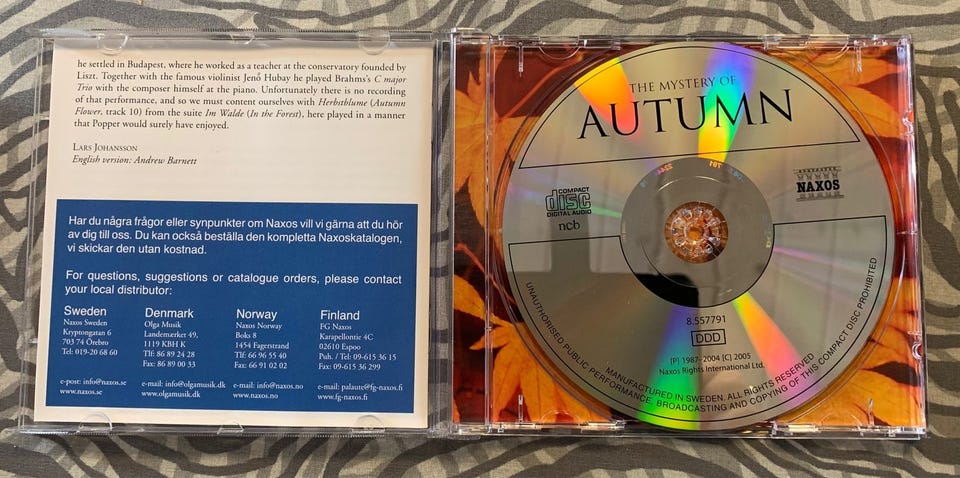 he settled in Budapest, where he worked as a teacher at the conservatory founded by
Liszt. Together with the famous violinist Jenő Hubay he played Brahms's C major
Trio with the composer himself at the piano. Unfortunately there is no recording
of that performance, and so we must content ourselves with Herbstblume (Autumn
Flower, track 10) from the suite Im Walde (In the Forest), here played in a manner
that Popper would surely have enjoyed.
LARS JOHANSSON
English version: Andrew Barnett
Har du några frågor eller synpunkter om Naxos vill vi gärna att du hör
av dig till oss. Du kan också beställa den kompletta Naxoskatalogen,
vi skickar den utan kostnad.
For questions, suggestions or catalogue orders, please contact
your local distributor:
Sweden
Naxos Sweden
Kryptongatan 6
703 74 Örebro
Tel: 019-20 68 60
e-post: info@naxos.se
www.naxos.se
Denmark
Olga Musik
Landemærket 49,
1119 KBH K
Tlf: 86 89 24 28
Fax: 86 89 00 33
e-mail: info@olgamusik.dk
www.olgamusik.dk
Norway
Naxos Norway
Boks 8
1454 Fagerstrand
Tlf: 66 96 55 40
Fax: 66 91 02 02
e-mail: info@naxos.no
www.naxos.no
Finland
FG Naxos
Karapellontie 4C
02610 Espoo
Puh. / Tel: 09-615 36 15
Fax: 09-615 36 299
e-mail: palaute@fg-naxos.fi
www.fg-naxos.fi
THE MYSTERY OF
AUTUMN
COMPACT
disc
DIGITAL AUDIO
ncb
NAXOS
8.557791
DDD
[P] 1987-2004 [C] 2005
Naxos Rights International Ltd.
MANUFACTURED IN SWEDEN. ALL RIGHTS RESERVED
UNAUTHORISED PUBLIC PERFORMANCE, BROADCASTING AND COPYING OF THIS COMPACT DISC PROHIBITED